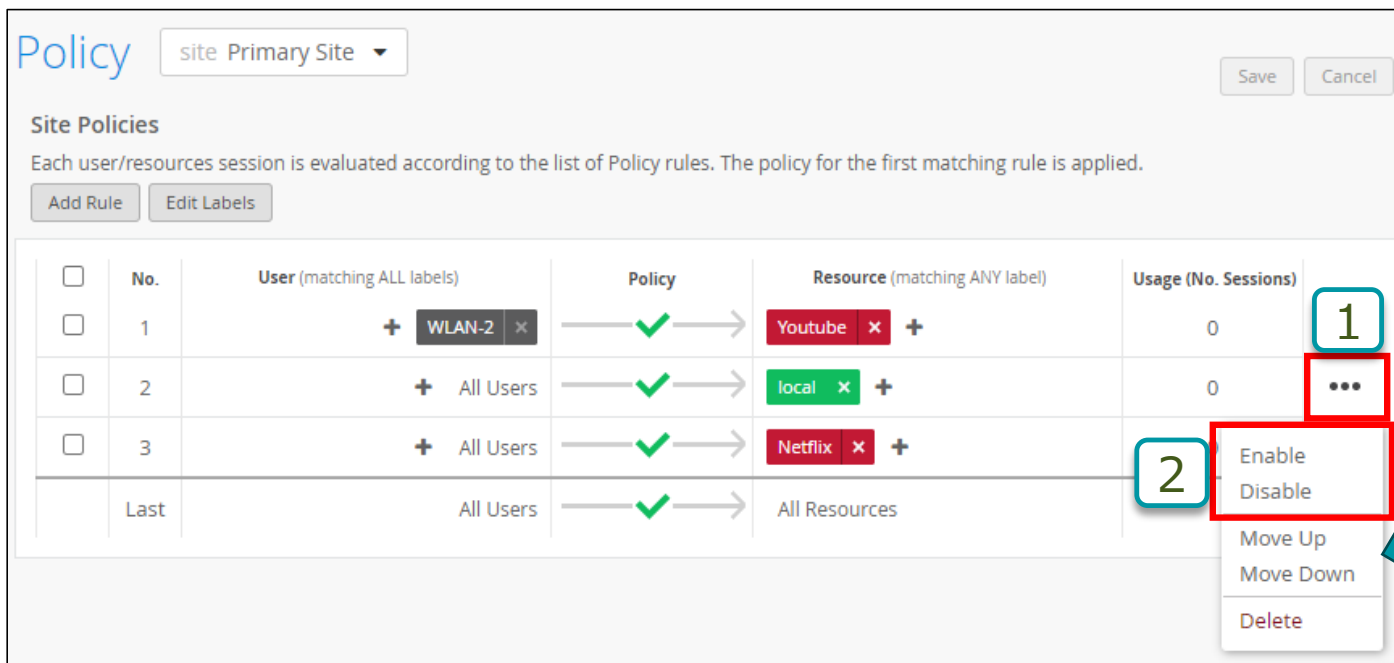 Policy site Primary Site
Save Cancel
Site Policies
Each user/resources session is evaluated according to the list of Policy rules. The policy for the first matching rule is applied.
Add Rule Edit Labels
No. User (matching ALL labels) Policy Resource (matching ANY label) Usage (No. Sessions)
1 + WLAN-2 × Youtube × + 0 1
2 + All Users local × + 0 •••
3 + All Users Netflix × +
2 Enable
Disable
Last All Users All Resources
Move Up
Move Down
Delete